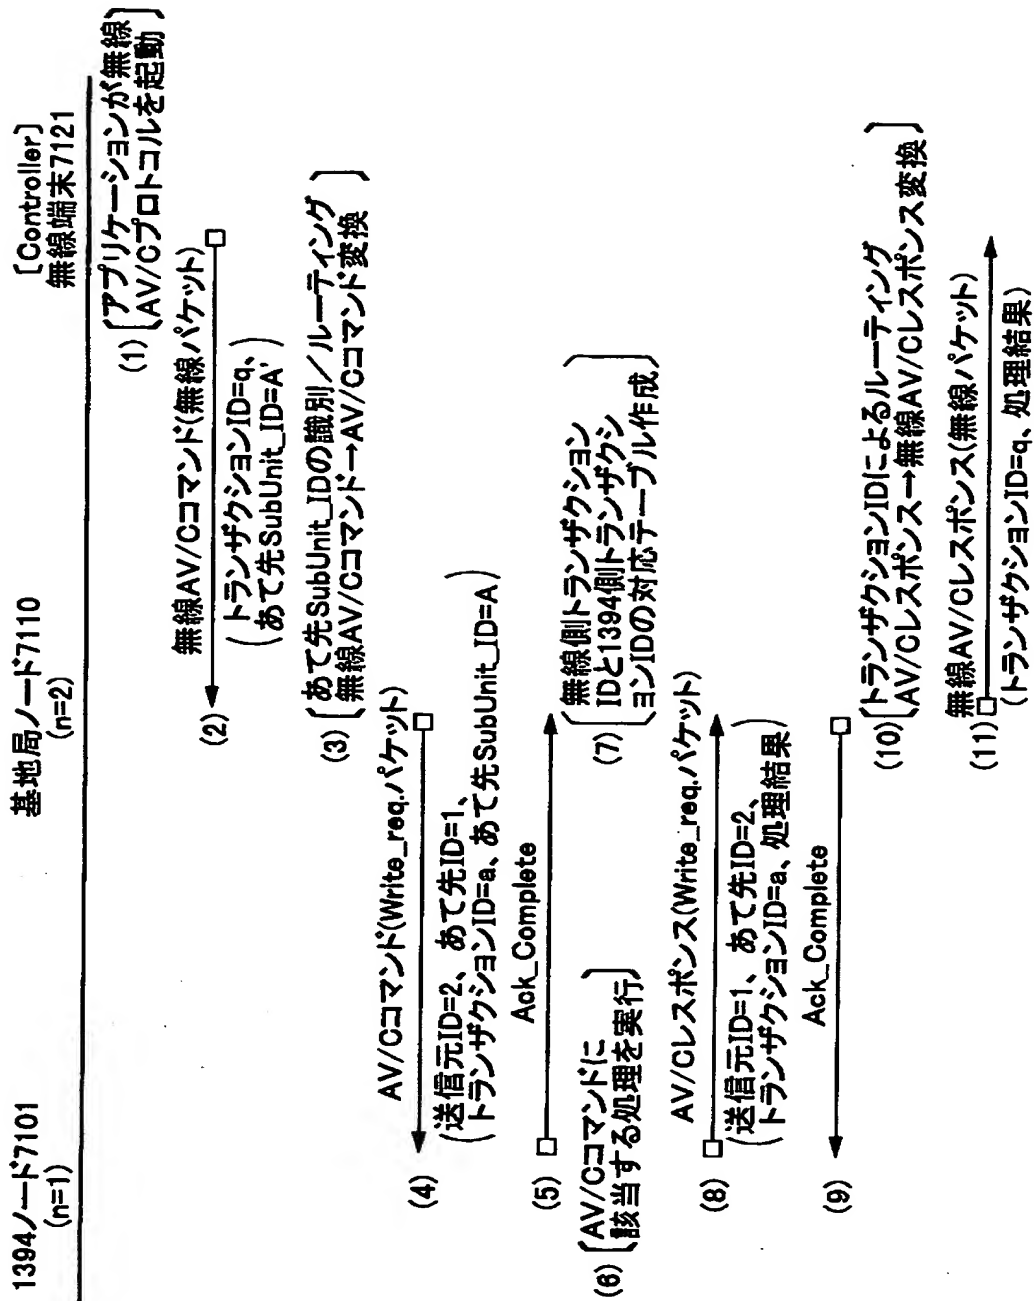 1394ノード7101
(n=1)
基地局ノード7110
(n=2)
[Controller]
無線端末7121
(1)
アプリケーションが無線
AV/Cプロトコルを起動
無線AV/Cコマンド(無線パケット)
(2)
(トランザクションID=q、
あて先SubUnit_ID=A')
(3)
あて先SubUnit_IDの識別/ルーティング
無線AV/Cコマンド→AV/Cコマンド変換
AV/Cコマンド(Write_req.パケット)
(4)
(送信元ID=2、あて先ID=1、
トランザクションID=a、あて先SubUnit_ID=A)
Ack_Complete
(5)
(6)
AV/Cコマンドに
該当する処理を実行
(7)
無線側トランザクション
IDと1394側トランザクシ
ョンIDの対応テーブル作成
AV/Cレスポンス(Write_req.パケット)
(8)
(送信元ID=1、あて先ID=2、
トランザクションID=a、処理結果)
Ack_Complete
(9)
(10)
トランザクションIDによるルーティング
AV/Cレスポンス→無線AV/Cレスポンス変換
無線AV/Cレスポンス(無線パケット)
(11)
(トランザクションID=q、処理結果)